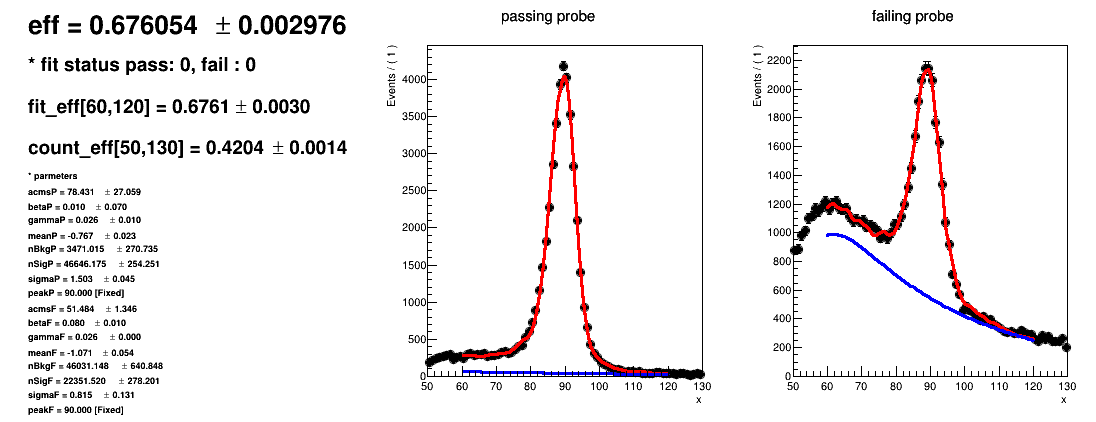 eff = 0.676054 ± 0.002976
* fit status pass: 0, fail : 0
fit_eff[60,120] = 0.6761 ± 0.0030
count_eff[50,130] = 0.4204 ± 0.0014
* parmeters
acmsP = 78.431 ± 27.059
betaP = 0.010 ± 0.070
gammaP = 0.026 ± 0.010
meanP = -0.767 ± 0.023
nBkgP = 3471.015 ± 270.735
nSigP = 46646.175 ± 254.251
sigmaP = 1.503 ± 0.045
peakP = 90.000 [Fixed]
acmsF = 51.484 ± 1.346
betaF = 0.080 ± 0.010
gammaF = 0.026 ± 0.000
meanF = -1.071 ± 0.054
nBkgF = 46031.148 ± 640.848
nSigF = 22351.520 ± 278.201
sigmaF = 0.815 ± 0.131
peakF = 90.000 [Fixed]
passing probe
Events / ( 1 )
4000
3500
3000
2500
2000
1500
1000
500
0
50 60 70 80 90 100 110 120 130
x
failing probe
Events / ( 1 )
2200
2000
1800
1600
1400
1200
1000
800
600
400
200
0
50 60 70 80 90 100 110 120 130
x